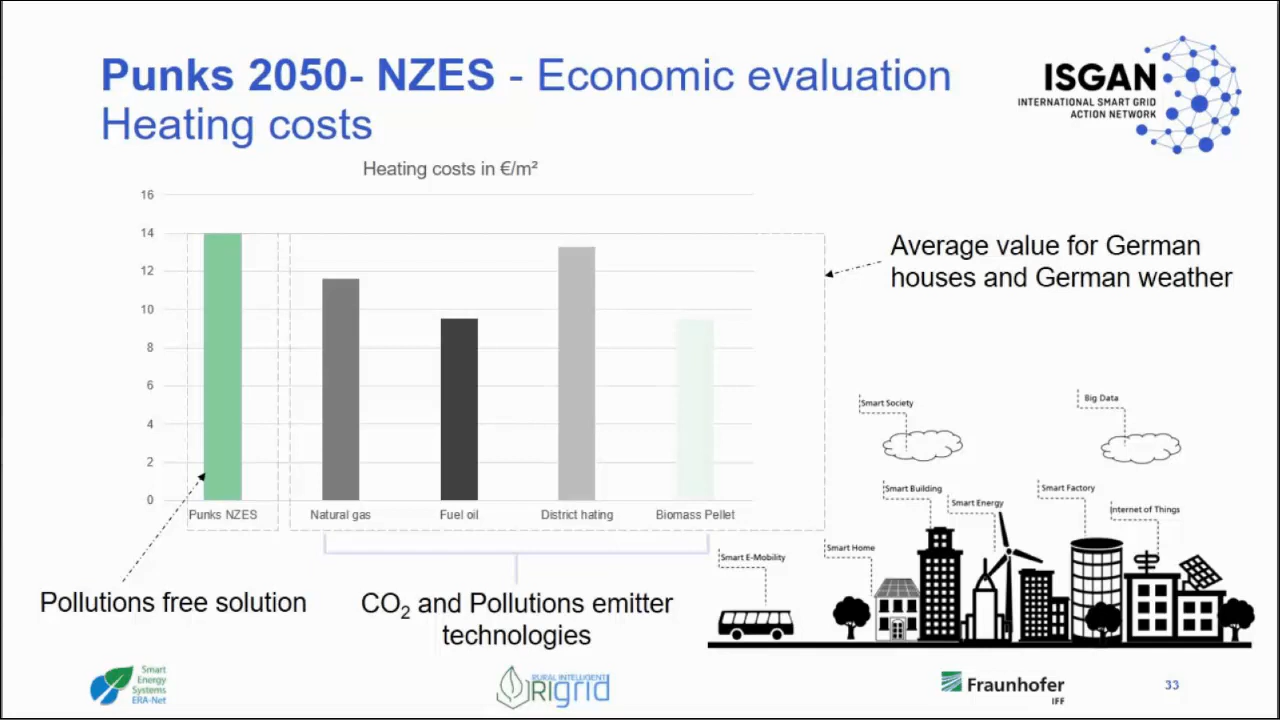 Punks 2050- NZES - Economic evaluation
Heating costs
ISGAN
INTERNATIONAL SMART GRID
ACTION NETWORK
Heating costs in €/m²
16
14
12
10
8
6
4
2
0
Punks NZES
Natural gas
Fuel oil
District hating
Biomass Pellet
Average value for German
houses and German weather
Pollutions free solution
CO₂ and Pollutions emitter
technologies
Smart Society
Big Data
Smart Building
Smart Energy
Smart Factory
Internet of Things
Smart E-Mobility
Smart Home
Smart
Energy
Systems
ERA-Net
RURAL INTELLIGENT
RIgrid
Fraunhofer
IFF
33